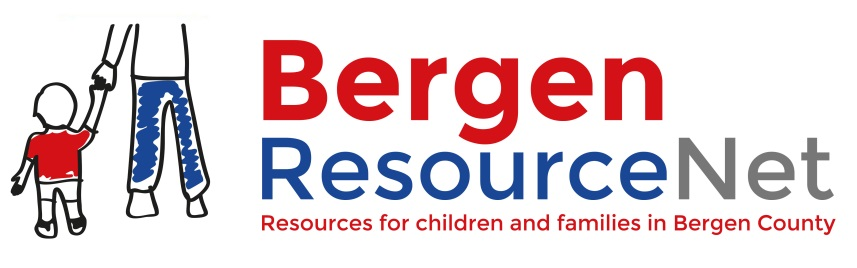 Bergen
ResourceNet
Resources for children and families in Bergen County